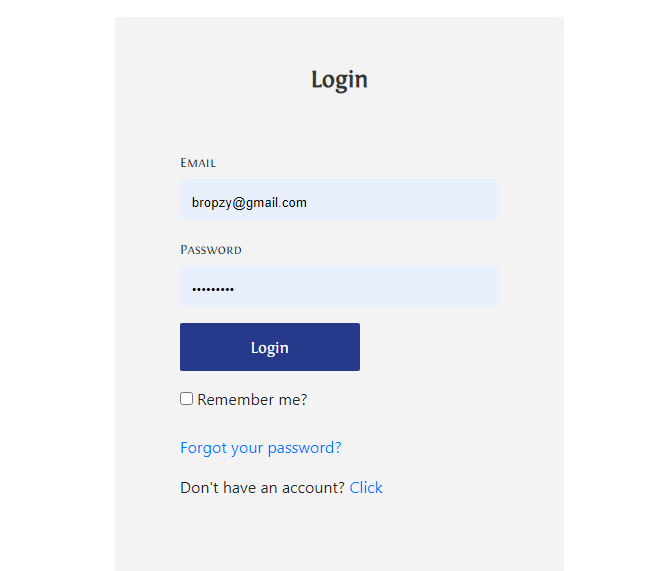 Login
Email
bropzy@gmail.com
Password
•••••••••
Login
Remember me?
Forgot your password?
Don't have an account? Click